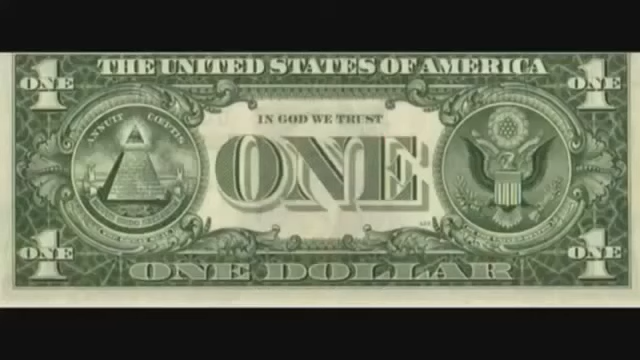 THE UNITED STATES OF AMERICA
1
ONE
1
ONE
ANNUIT CŒPTIS
IN GOD WE TRUST
ONE
ONE
1
ONE
1
ONE DOLLAR